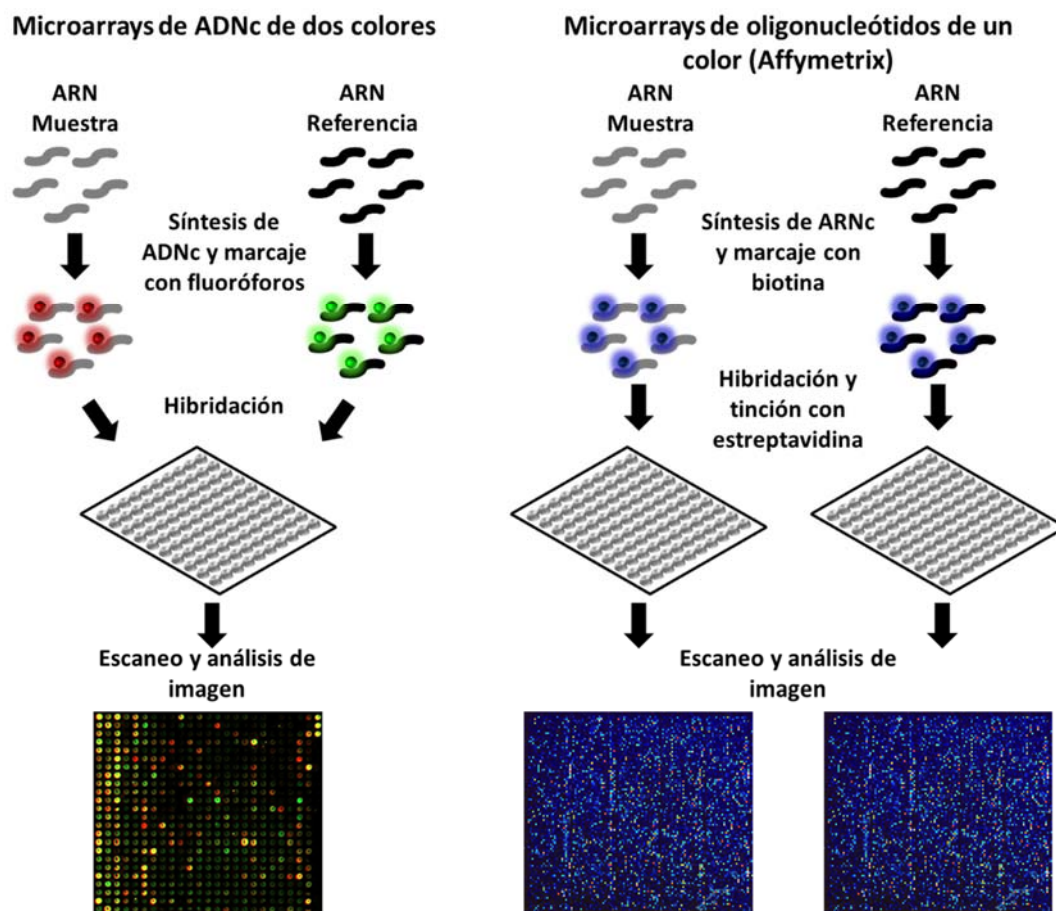 Microarrays de ADNc de dos colores
ARN
Muestra
ARN
Referencia
Síntesis de
ADNc y marcaje
con fluoróforos
Hibridación
Escaneo y análisis de
imagen
Microarrays de oligonucleótidos de un
color (Affymetrix)
ARN
Muestra
ARN
Referencia
Síntesis de ARNc
y marcaje con
biotina
Hibridación y
tinción con
estreptavidina
Escaneo y análisis de
imagen